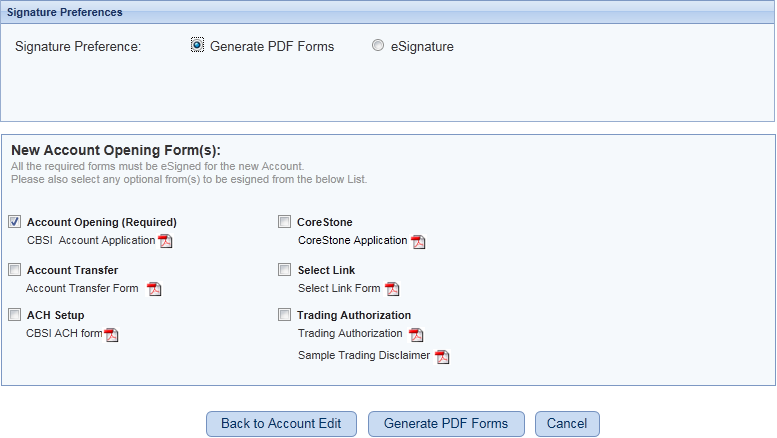 Signature Preferences
Signature Preference: Generate PDF Forms eSignature
New Account Opening Form(s):
All the required forms must be eSigned for the new Account.
Please also select any optional from(s) to be esigned from the below List.
Account Opening (Required)
CBSI Account Application
CoreStone
CoreStone Application
Account Transfer
Account Transfer Form
Select Link
Select Link Form
ACH Setup
CBSI ACH form
Trading Authorization
Trading Authorization
Sample Trading Disclaimer
Back to Account Edit Generate PDF Forms Cancel